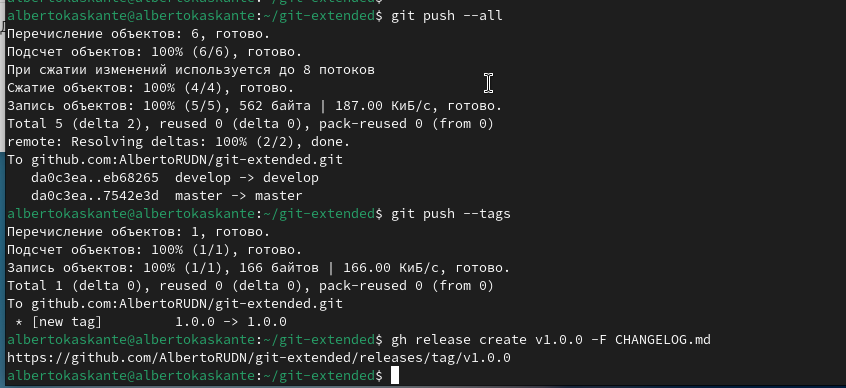 albertokaskante@albertokaskante:~/git-extended$ git push --all
Перечисление объектов: 6, готово.
Подсчет объектов: 100% (6/6), готово.
При сжатии изменений используется до 8 потоков
Сжатие объектов: 100% (4/4), готово.
Запись объектов: 100% (5/5), 562 байта | 187.00 КиБ/с, готово.
Total 5 (delta 2), reused 0 (delta 0), pack-reused 0 (from 0)
remote: Resolving deltas: 100% (2/2), done.
To github.com:AlbertoRUDN/git-extended.git
   da0c3ea..eb68265  develop -> develop
   da0c3ea..7542e3d  master -> master
albertokaskante@albertokaskante:~/git-extended$ git push --tags
Перечисление объектов: 1, готово.
Подсчет объектов: 100% (1/1), готово.
Запись объектов: 100% (1/1), 166 байтов | 166.00 КиБ/с, готово.
Total 1 (delta 0), reused 0 (delta 0), pack-reused 0 (from 0)
To github.com:AlbertoRUDN/git-extended.git
 * [new tag]         1.0.0 -> 1.0.0
albertokaskante@albertokaskante:~/git-extended$ gh release create v1.0.0 -F CHANGELOG.md
https://github.com/AlbertoRUDN/git-extended/releases/tag/v1.0.0
albertokaskante@albertokaskante:~/git-extended$